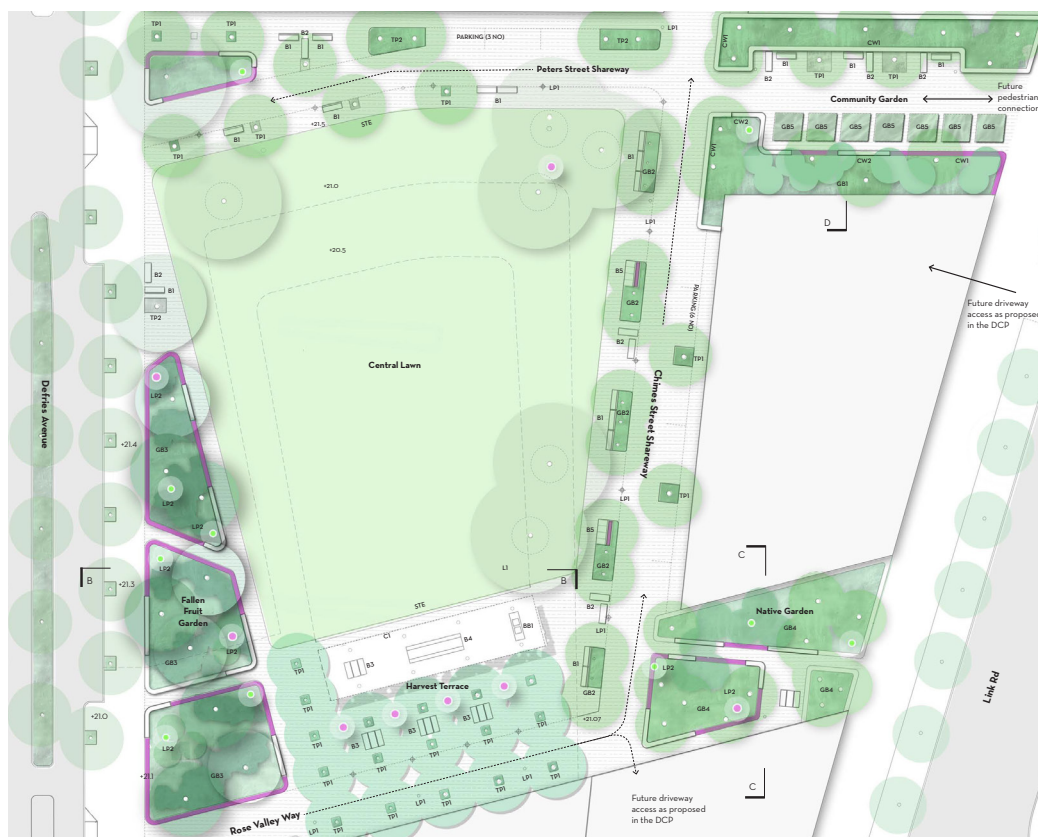 TP1
TP1
B2
B1
B1
TP2
PARKING (3 NO)
TP2
LP1
CW1
CW1
B1
B1
B1
B2
TP1
B2
TP1
B2
Peters Street Shareway
LP1
TP1
B1
B1
+21.5
STE
B1
TP1
TP1
Community Garden
Future
pedestrian
connection
GB5
GB5
GB5
GB5
GB5
GB5
GB5
CW2
CW1
CW2
CW1
GB1
B1
GB2
+21.0
LP1
D
+20.5
B2
B1
TP2
B5
GB2
PARKING (6 NO)
Future driveway
access as proposed
in the DCP
B2
TP1
Central Lawn
Chimes Street Shareway
Defries Avenue
LP2
B1
GB2
+21.4
GB3
LP2
TP1
LP1
LP2
B5
GB2
L1
C
B
LP2
B
+21.3
Fallen
Fruit
Garden
GB3
LP2
STE
C1
B4
BB1
B3
B2
LP1
Native Garden
GB4
B1
GB2
TP1
Harvest Terrace
LP2
LP2
GB4
GB4
Link Rd
TP1
TP1
TP1
TP1
+21.07
+21.0
LP2
TP1
B3
B3
TP1
TP1
TP1
TP1
TP1
TP1
+21.1
GB3
LP1
TP1
TP1
LP1
TP1
LP1
TP1
Rose Valley Way
C
Future driveway
access as proposed
in the DCP